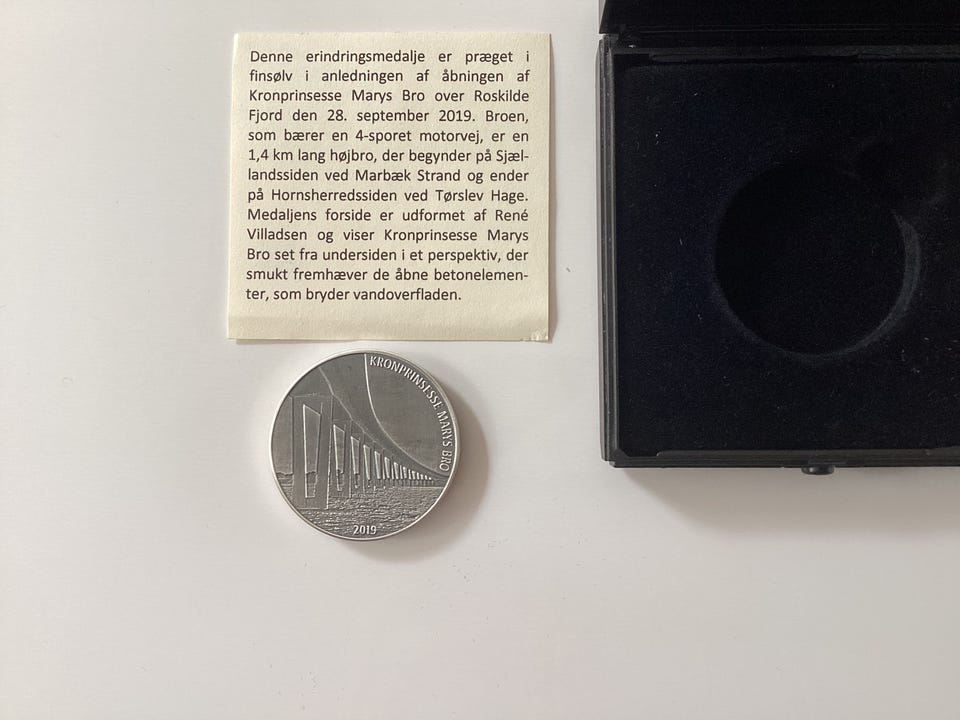 Denne erindringsmedalje er præget i
finsølv i anledningen af åbningen af
Kronprinsesse Marys Bro over Roskilde
Fjord den 28. september 2019. Broen,
som bærer en 4-sporet motorvej, er en
1,4 km lang højbro, der begynder på Sjæl-
landssiden ved Marbæk Strand og ender
på Hornsherredssiden ved Tørslev Hage.
Medaljens forside er udformet af René
Villadsen og viser Kronprinsesse Marys
Bro set fra undersiden i et perspektiv, der
smukt fremhæver de åbne betonelemen-
ter, som bryder vandoverfladen.
KRONPRINSESSE MARYS BRO
2019